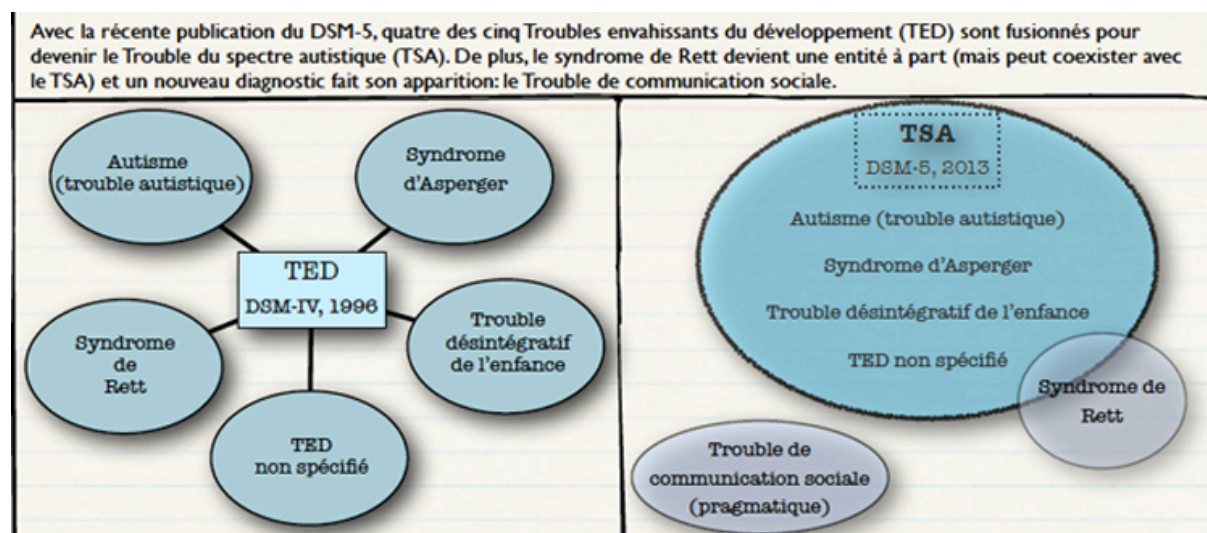 Avec la récente publication du DSM-5, quatre des cinq Troubles envahissants du développement (TED) sont fusionnés pour
devenir le Trouble du spectre autistique (TSA). De plus, le syndrome de Rett devient une entité à part (mais peut coexister avec
le TSA) et un nouveau diagnostic fait son apparition: le Trouble de communication sociale.
Autisme
(trouble autistique)
Syndrome
d'Asperger
TED
DSM-IV, 1996
Syndrome
de
Rett
Trouble
désintégratif
de l'enfance
TED
non spécifié
TSA
DSM-5, 2013
Autisme (trouble autistique)
Syndrome d'Asperger
Trouble désintégratif de l'enfance
TED non spécifié
Syndrome de
Rett
Trouble de
communication sociale
(pragmatique)